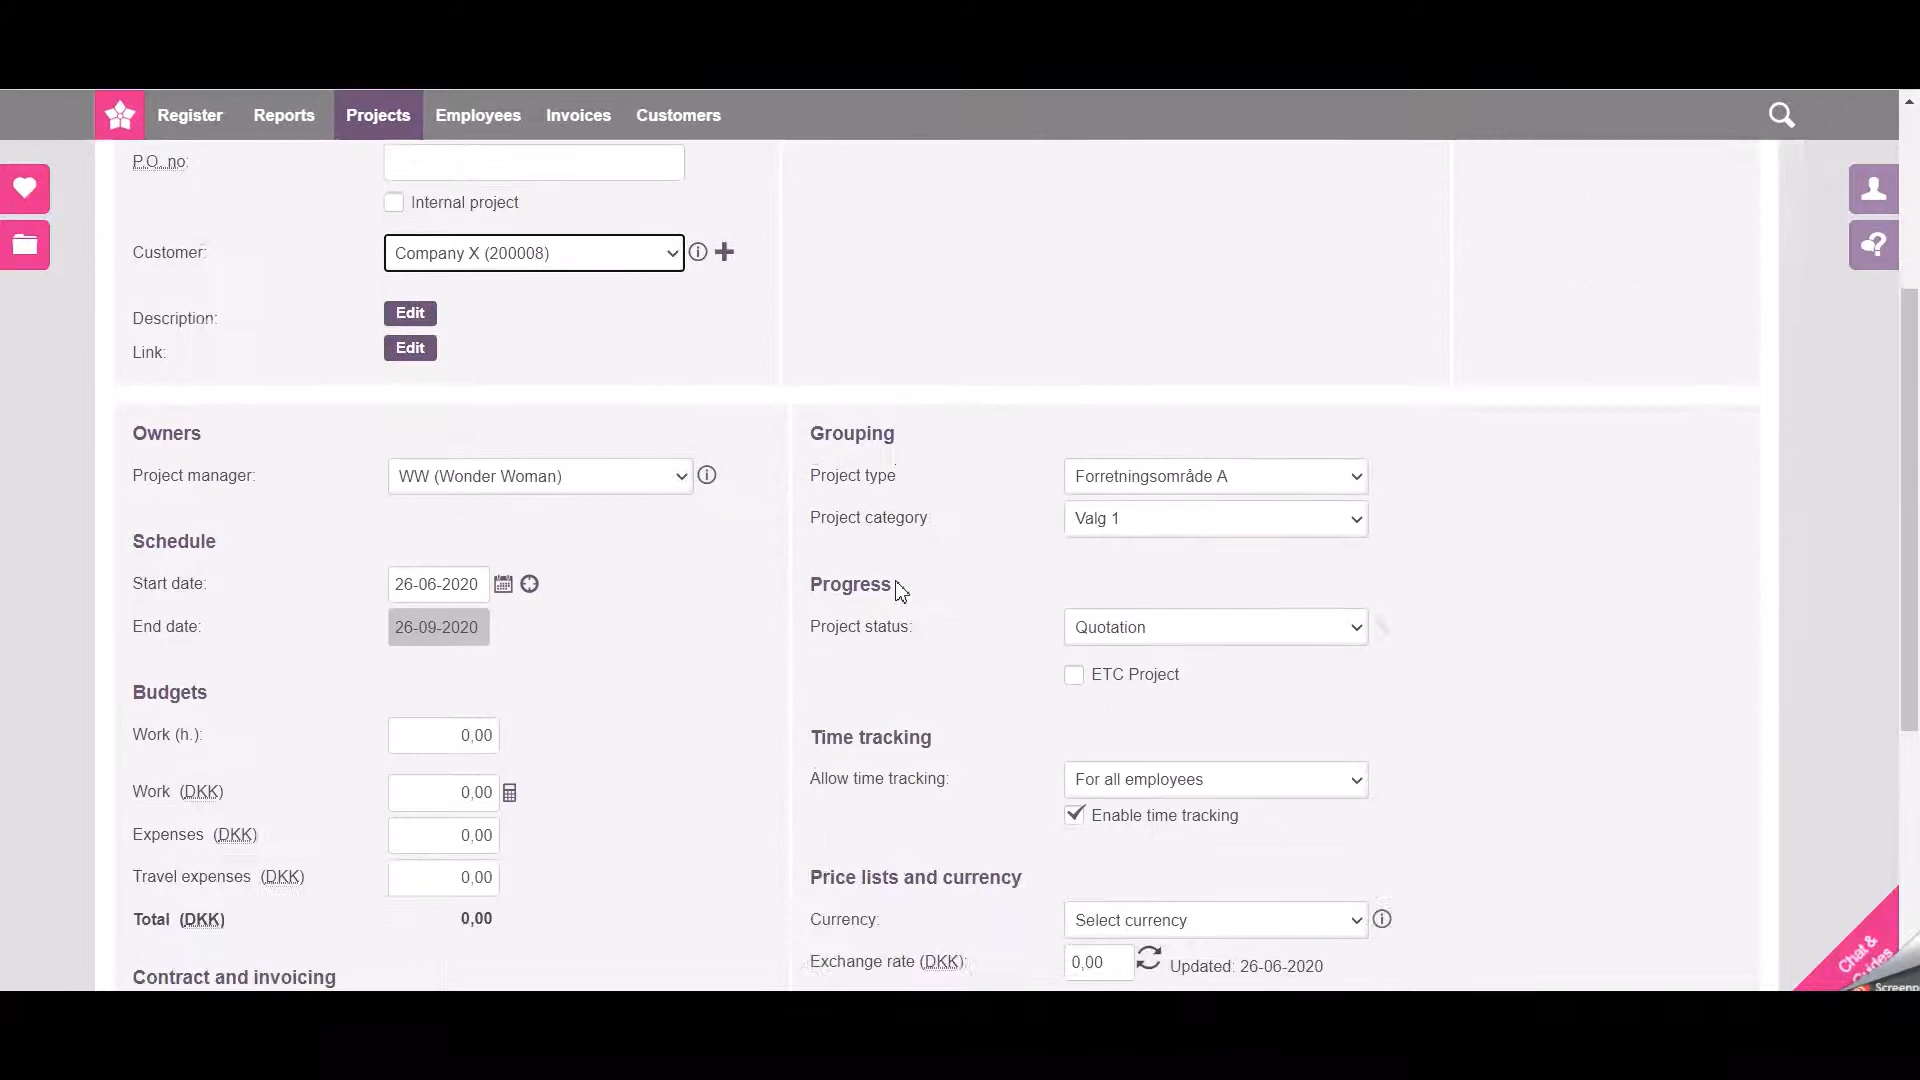 Register Reports Projects Employees Invoices Customers
P.O. no:
Internal project
Customer: Company X (200008)
Description: Edit
Link: Edit
Owners
Project manager: WW (Wonder Woman)
Schedule
Start date: 26-06-2020
End date: 26-09-2020
Budgets
Work (h.): 0,00
Work (DKK) 0,00
Expenses (DKK) 0,00
Travel expenses (DKK) 0,00
Total (DKK) 0,00
Contract and invoicing
Grouping
Project type Forretningsområde A
Project category Valg 1
Progress
Project status: Quotation
ETC Project
Time tracking
Allow time tracking: For all employees
Enable time tracking
Price lists and currency
Currency: Select currency
Exchange rate (DKK): 0,00 Updated: 26-06-2020
Chat &
Guides